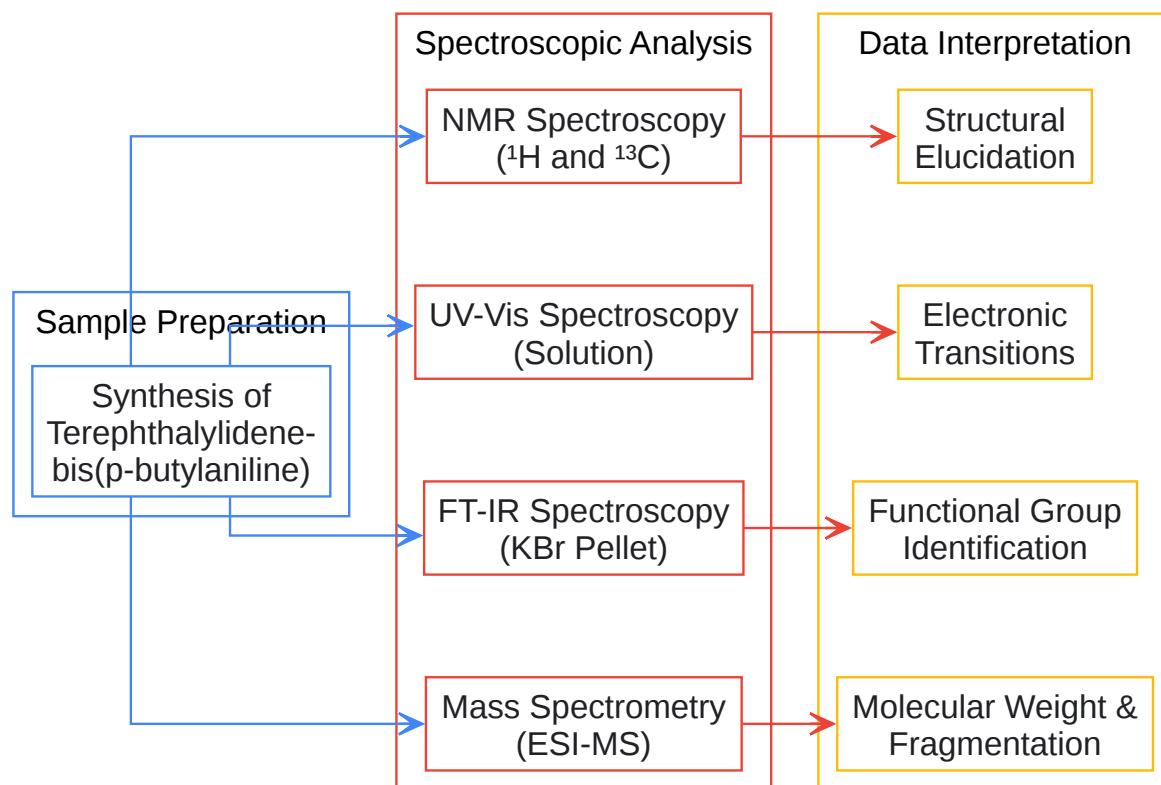 Sample Preparation
Synthesis of
Terephthalylidene-
bis(p-butylaniline)
Spectroscopic Analysis
NMR Spectroscopy
(¹H and ¹³C)
UV-Vis Spectroscopy
(Solution)
FT-IR Spectroscopy
(KBr Pellet)
Mass Spectrometry
(ESI-MS)
Data Interpretation
Structural
Elucidation
Electronic
Transitions
Functional Group
Identification
Molecular Weight &
Fragmentation